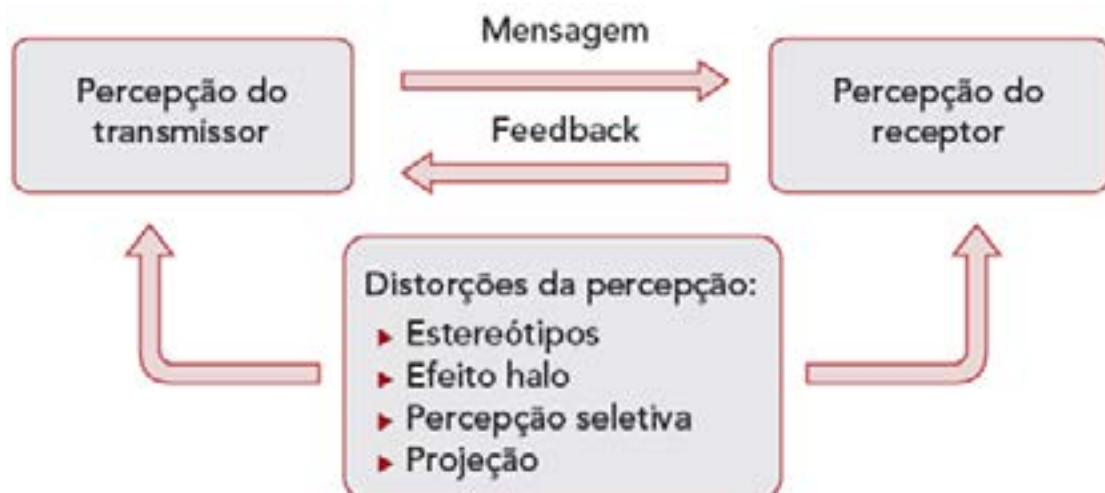 Mensagem
Percepção do
transmissor
Percepção do
receptor
Feedback
Distorções da percepção:
Estereótipos
Efeito halo
Percepção seletiva
Projeção